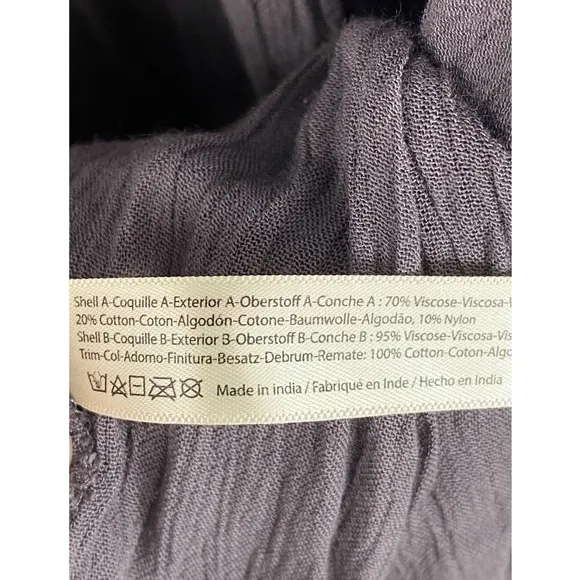 Shell A-Coquille A-Exterior A-Oberstoff A-Conche A : 70% Viscose-Viscosa-
20% Cotton-Coton-Algodón-Cotone-Baumwolle-Algodão, 10% Nylon
Shell B-Coquille B-Exterior B-Oberstoff B-Conche B : 95% Viscose-Viscosa-
Trim-Col-Adorno-Finitura-Besatz-Debrum-Remate: 100% Cotton-Coton-
Made in india / Fabriqué en Inde / Hecho en India